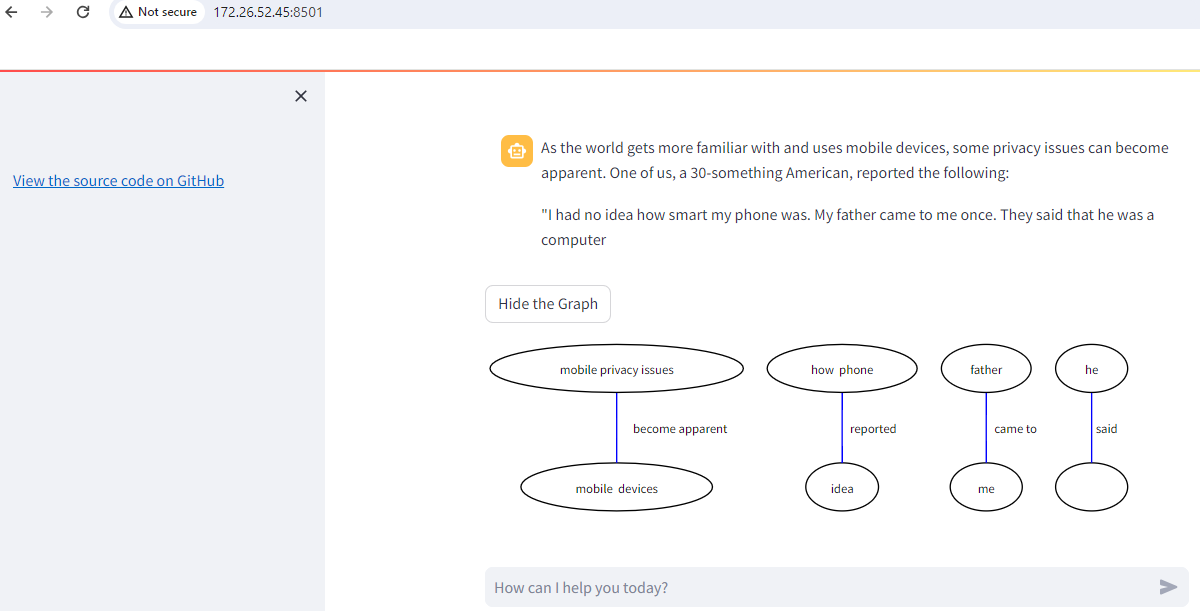 Not secure 172.26.52.45:8501
View the source code on GitHub
As the world gets more familiar with and uses mobile devices, some privacy issues can become
apparent. One of us, a 30-something American, reported the following:
"I had no idea how smart my phone was. My father came to me once. They said that he was a
computer
Hide the Graph
mobile privacy issues
how phone
father
he
become apparent
reported
came to
said
mobile devices
idea
me
How can I help you today?